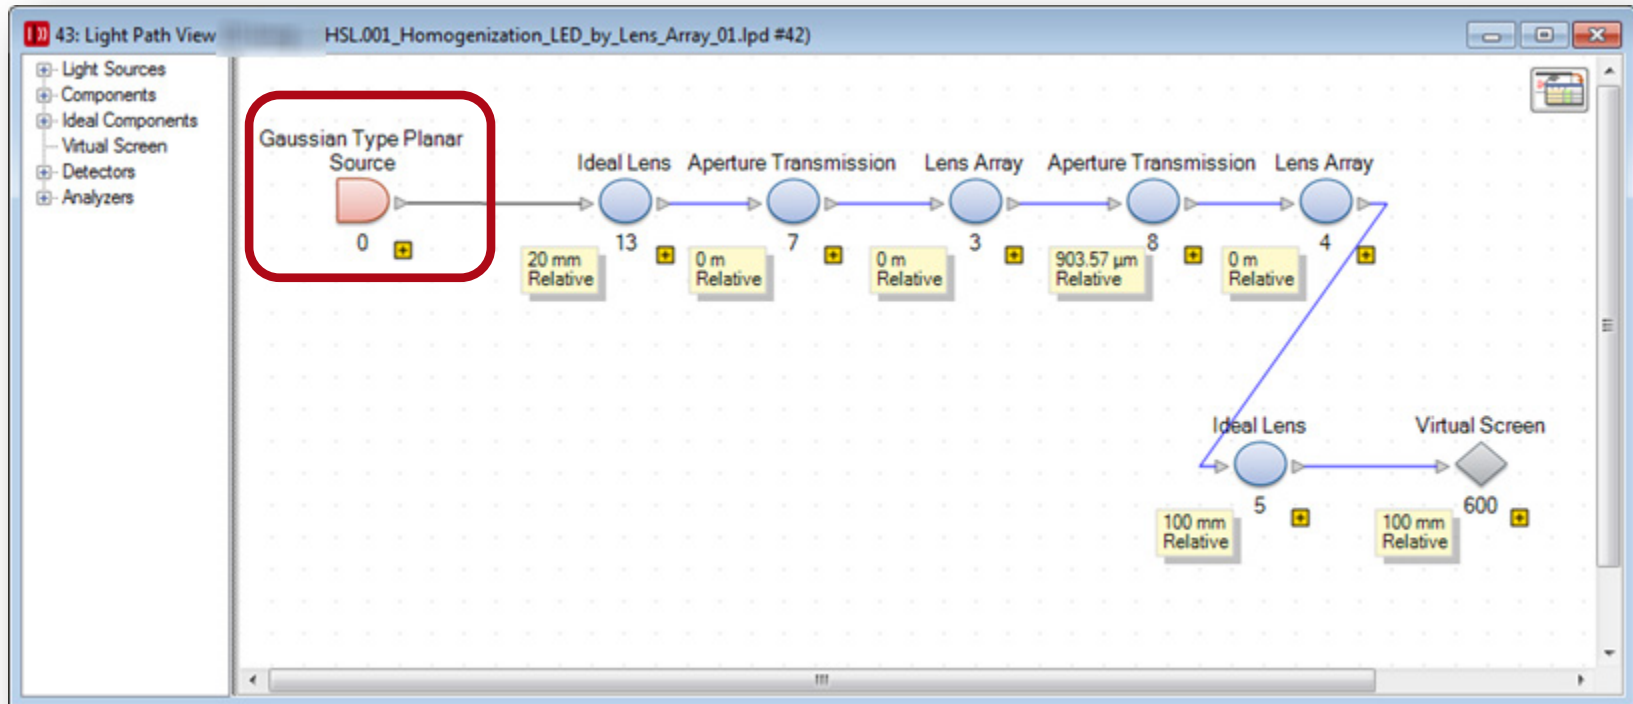 43: Light Path View HSL.001_Homogenization_LED_by_Lens_Array_01.lpd #42)
Light Sources
Components
Ideal Components
Virtual Screen
Detectors
Analyzers
Gaussian Type Planar
Source
0
Ideal Lens
13
20 mm
Relative
Aperture Transmission
7
0 m
Relative
Lens Array
3
0 m
Relative
Aperture Transmission
8
903.57 µm
Relative
Lens Array
4
0 m
Relative
Ideal Lens
5
100 mm
Relative
Virtual Screen
600
100 mm
Relative